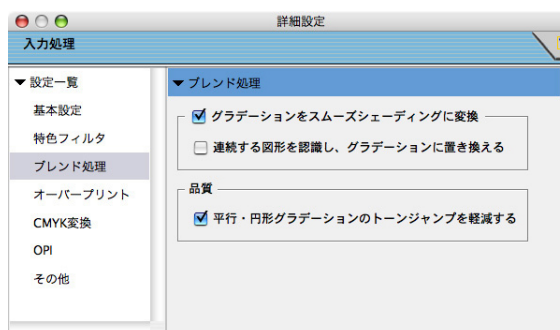 詳細設定
入力処理
設定一覧
基本設定
特色フィルタ
ブレンド処理
オーバープリント
CMYK変換
OPI
その他
ブレンド処理
グラデーションをスムーズシェーディングに変換
連続する図形を認識し、グラデーションに置き換える
品質
平行・円形グラデーションのトーンジャンプを軽減する